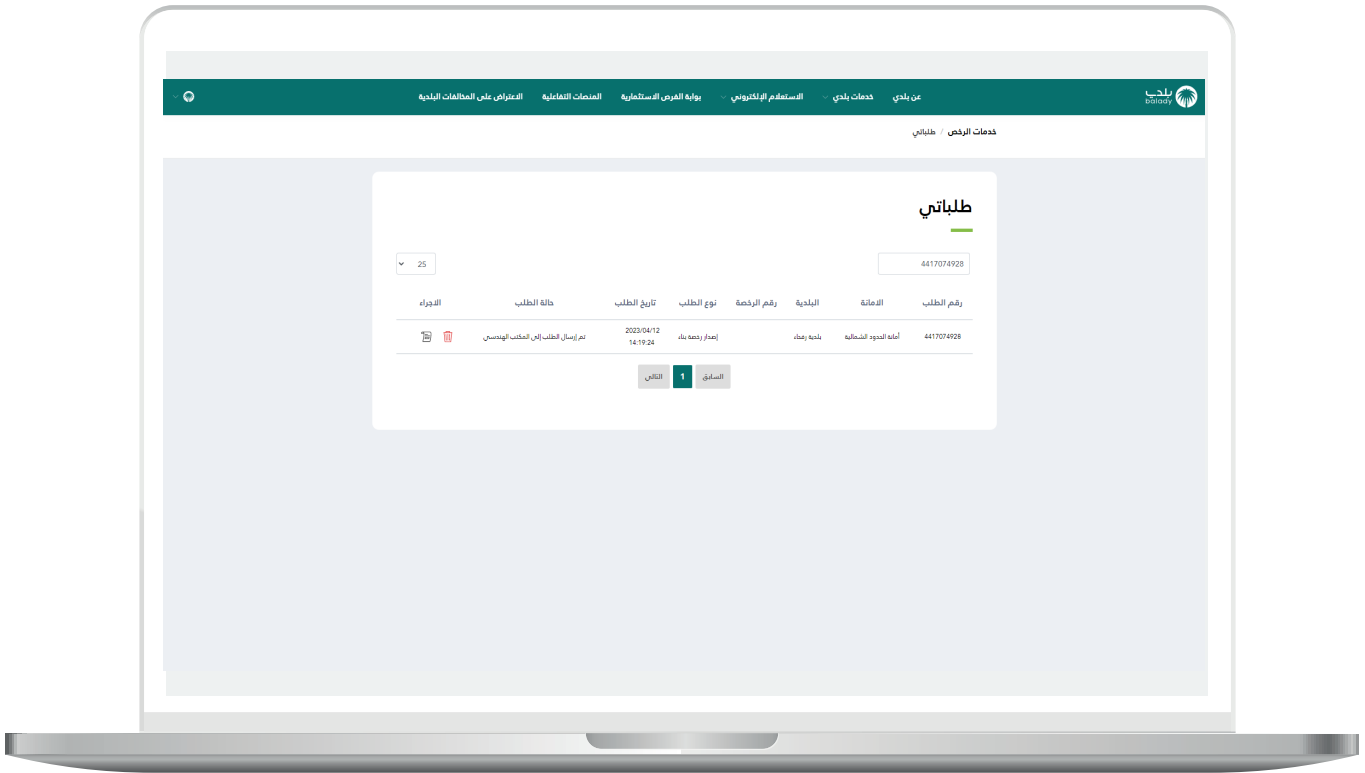 بلدي
balady
عن بلدي خدمات بلدي الاستعلام الإلكتروني بوابة الفرص الاستثمارية المنصات التفاعلية الاعتراض على المخالفات البلدية
خدمات الرخص / طلباتي
طلباتي
4417074928 25
رقم الطلب الامانة البلدية رقم الرخصة نوع الطلب تاريخ الطلب حالة الطلب الاجراء
4417074928 أمانة الحدود الشمالية بلدية رفحاء إصدار رخصة بناء 2023/04/12 تم إرسال الطلب إلى المكتب الهندسي
14:19:24
السابق 1 التالي